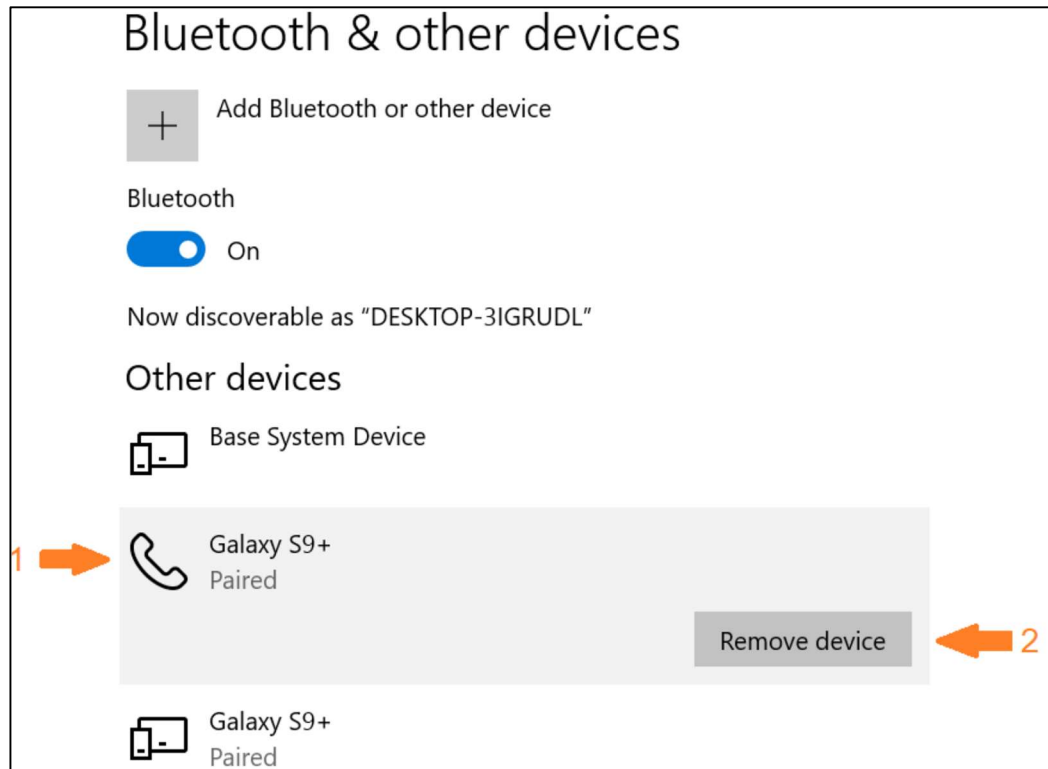 Bluetooth & other devices
Add Bluetooth or other device
Bluetooth
On
Now discoverable as “DESKTOP-3IGRUDL”
Other devices
Base System Device
1
Galaxy S9+
Paired
Remove device
2
Galaxy S9+
Paired